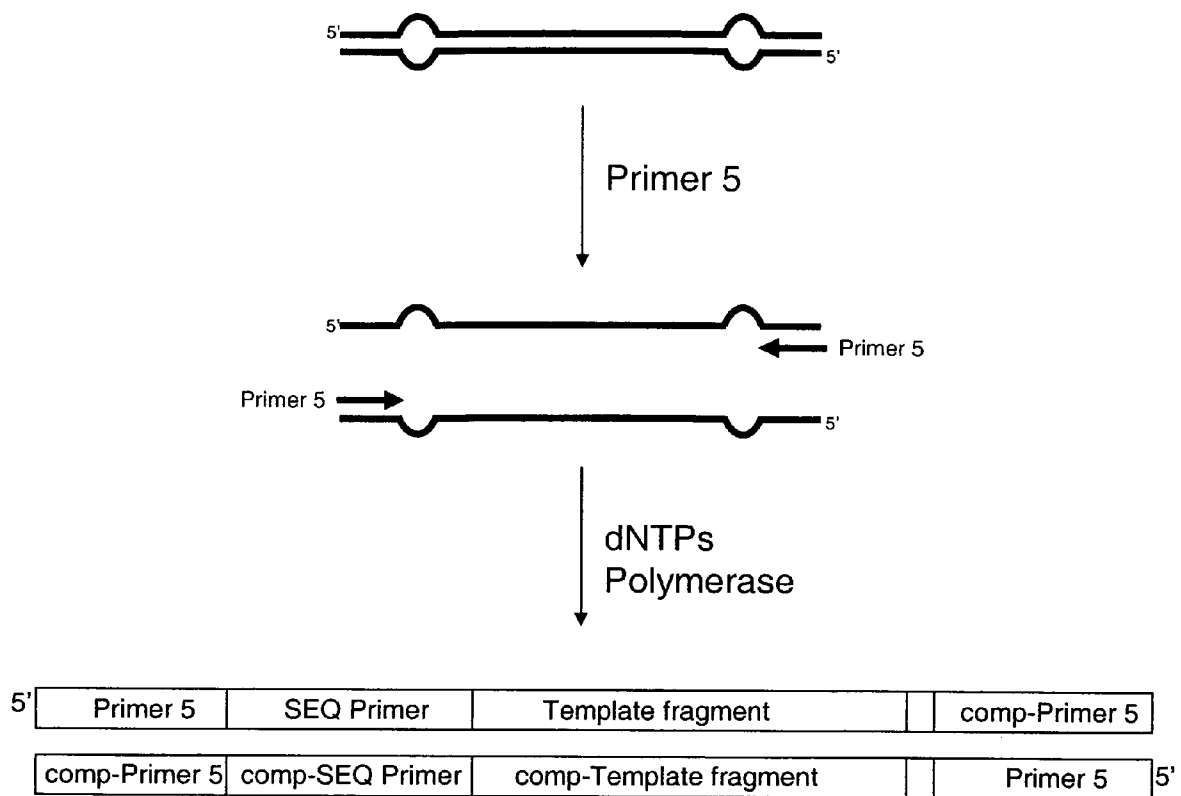 5'
5'
Primer 5
5'
Primer 5
Primer 5
5'
dNTPs
Polymerase
5' Primer 5 SEQ Primer Template fragment comp-Primer 5
comp-Primer 5 comp-SEQ Primer comp-Template fragment Primer 5 5'